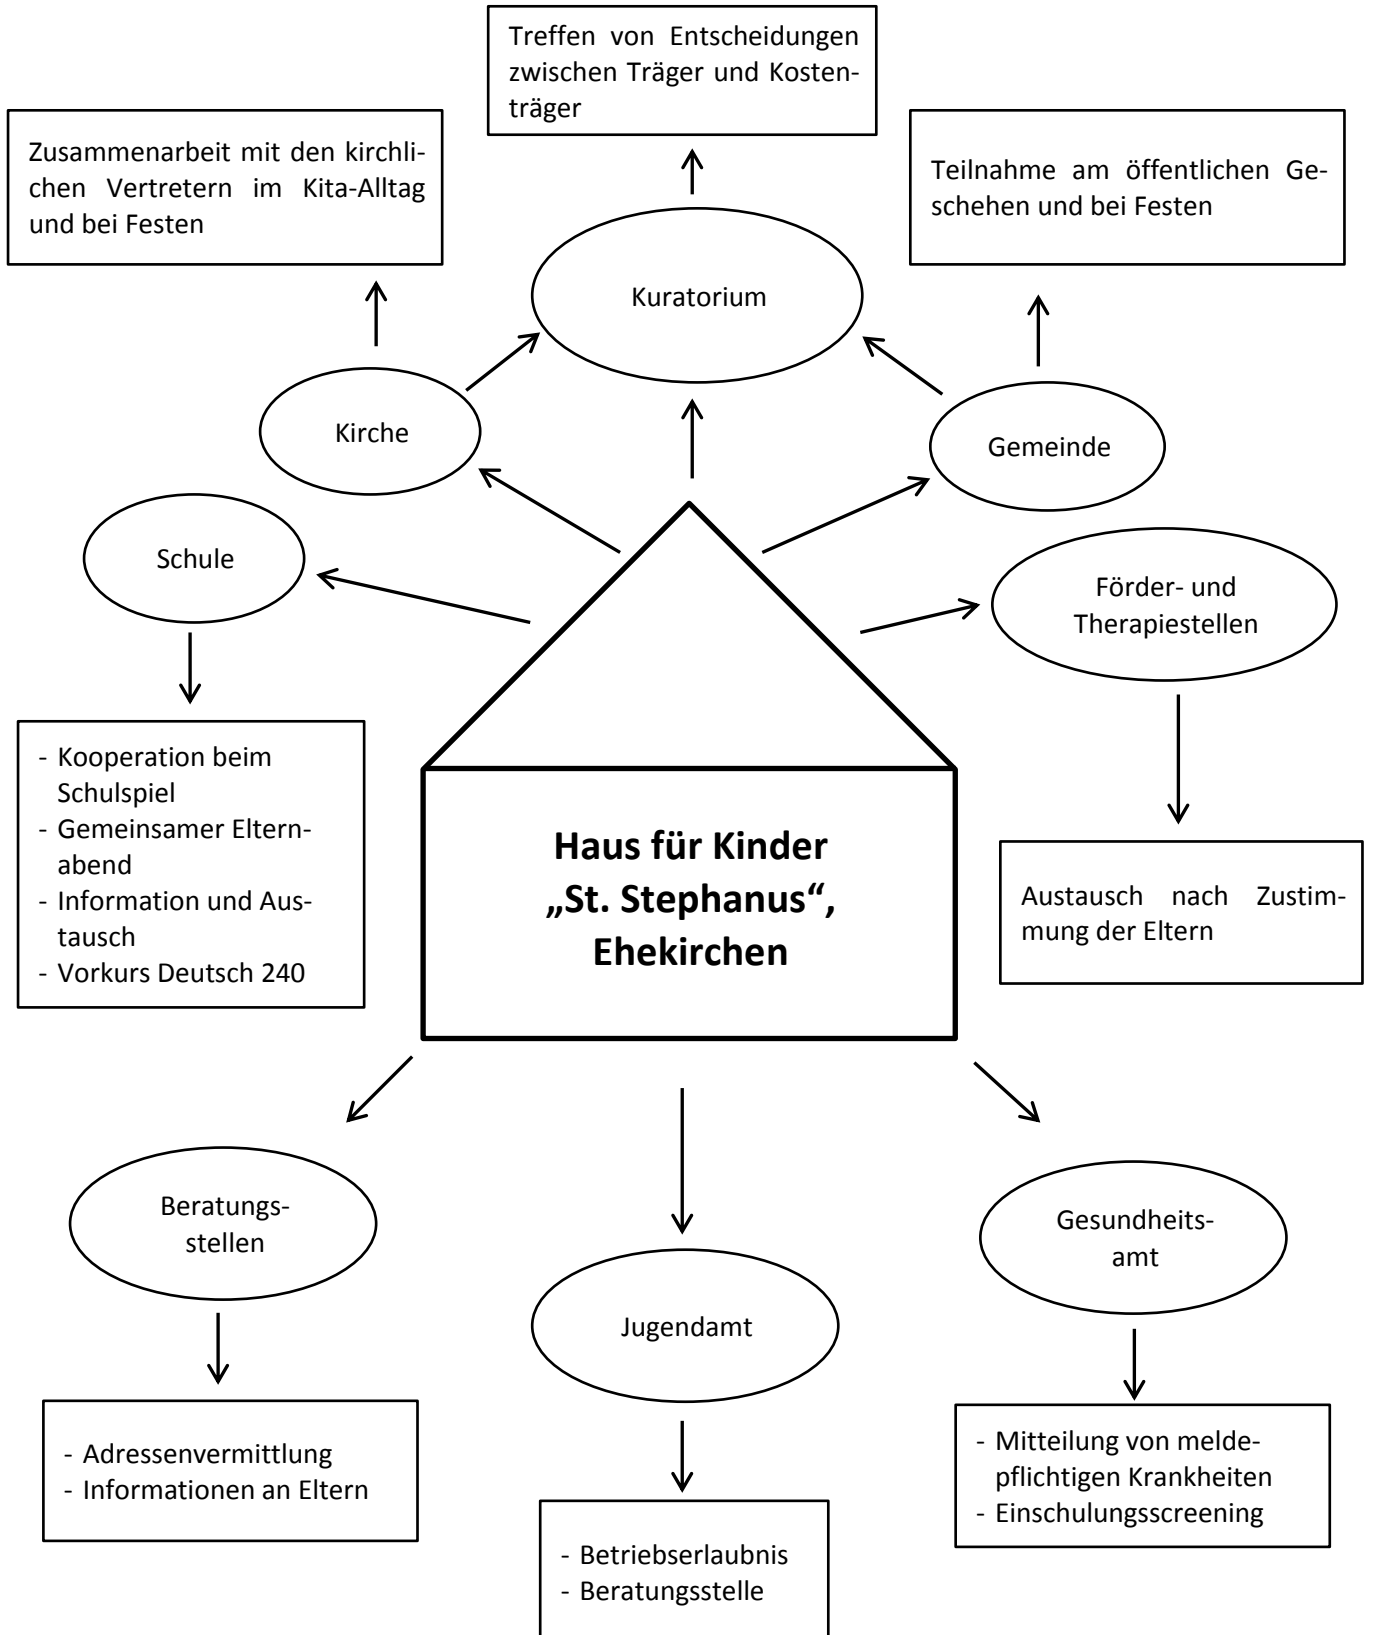 Treffen von Entscheidungen
zwischen Träger und Kosten-
träger
Zusammenarbeit mit den kirchli-
chen Vertretern im Kita-Alltag
und bei Festen
Teilnahme am öffentlichen Ge-
schehen und bei Festen
Kuratorium
Kirche
Gemeinde
Schule
Förder- und
Therapiestellen
- Kooperation beim
Schulspiel
- Gemeinsamer Eltern-
abend
- Information und Aus-
tausch
- Vorkurs Deutsch 240
Haus für Kinder
„St. Stephanus“,
Ehekirchen
Austausch nach Zustim-
mung der Eltern
Beratungs-
stellen
Jugendamt
Gesundheits-
amt
- Adressenvermittlung
- Informationen an Eltern
- Betriebserlaubnis
- Beratungsstelle
- Mitteilung von melde-
pflichtigen Krankheiten
- Einschulungsscreening